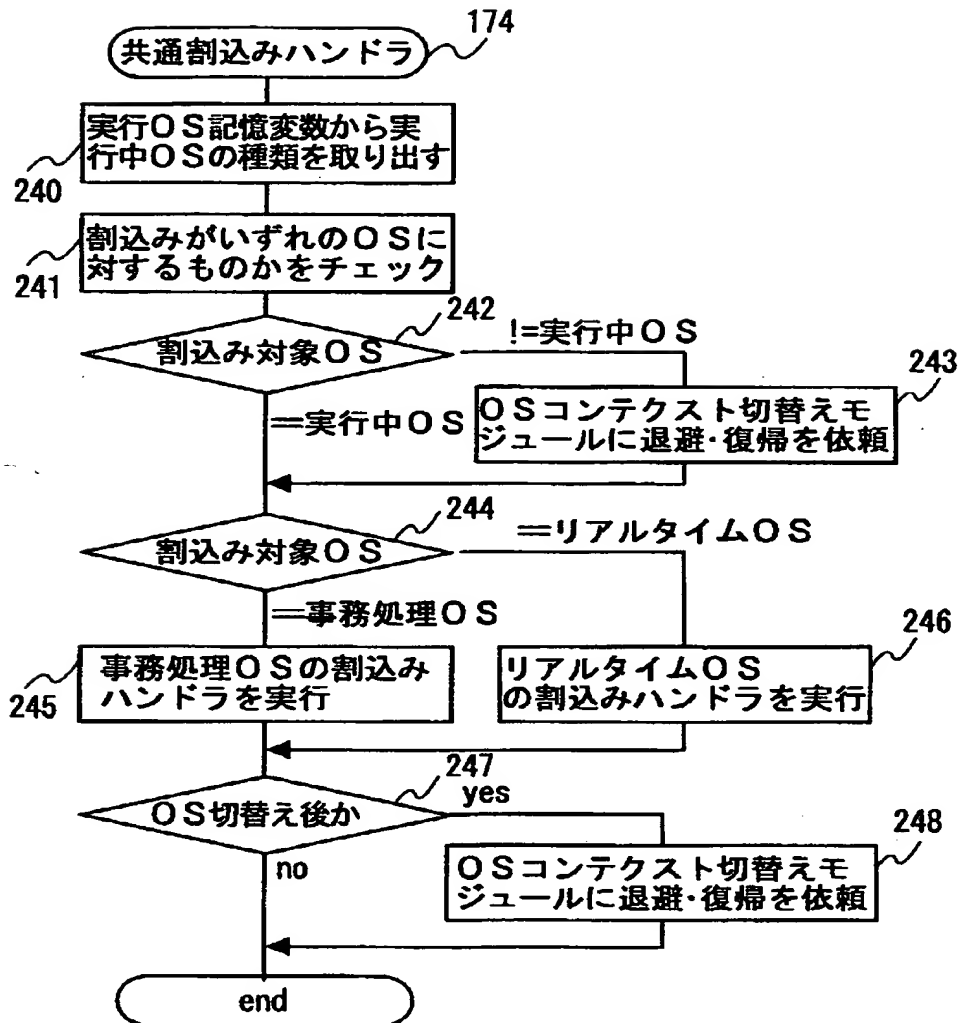 共通割込みハンドラ
174
実行OS記憶変数から実
行中OSの種類を取り出す
240
割込みがいずれのOSに
対するものかをチェック
241
割込み対象OS
242
!=実行中OS
==実行中OS
OSコンテクスト切替えモ
ジュールに退避・復帰を依頼
243
割込み対象OS
244
==リアルタイムOS
==事務処理OS
事務処理OSの割込み
ハンドラを実行
245
リアルタイムOS
の割込みハンドラを実行
246
OS切替え後か
247
yes
no
OSコンテクスト切替えモ
ジュールに退避・復帰を依頼
248
end